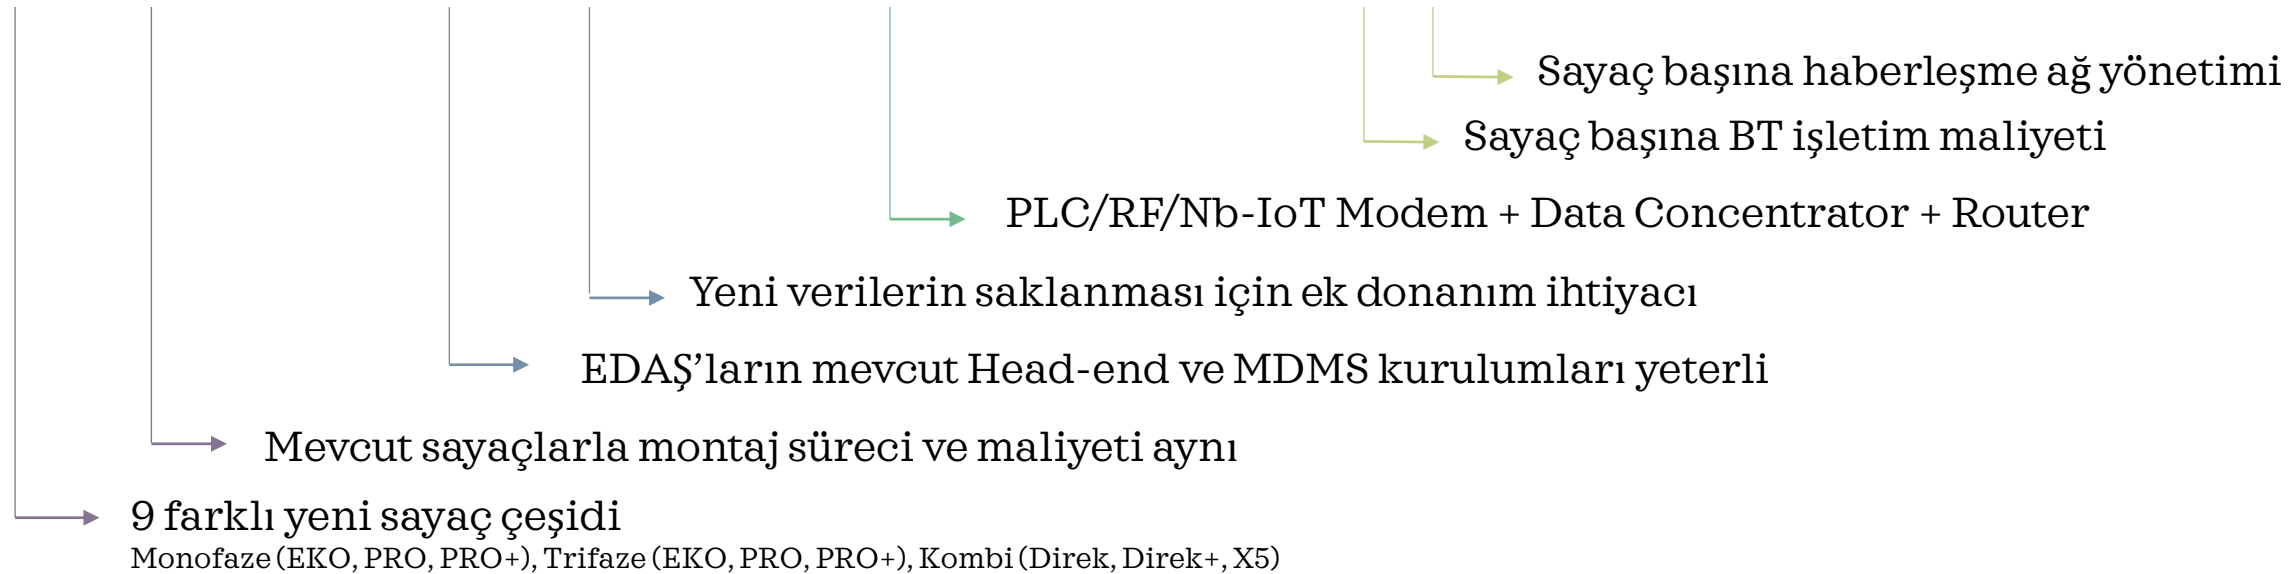 Sayaç başına haberleşme ağ yönetimi
Sayaç başına BT işletim maliyeti
PLC/RF/Nb-IoT Modem + Data Concentrator + Router
Yeni verilerin saklanması için ek donanım ihtiyacı
EDAŞ’ların mevcut Head-end ve MDMS kurulumları yeterli
Mevcut sayaçlarla montaj süreci ve maliyeti aynı
9 farklı yeni sayaç çeşidi
Monofaze (EKO, PRO, PRO+), Trifaze (EKO, PRO, PRO+), Kombi (Direk, Direk+, X5)